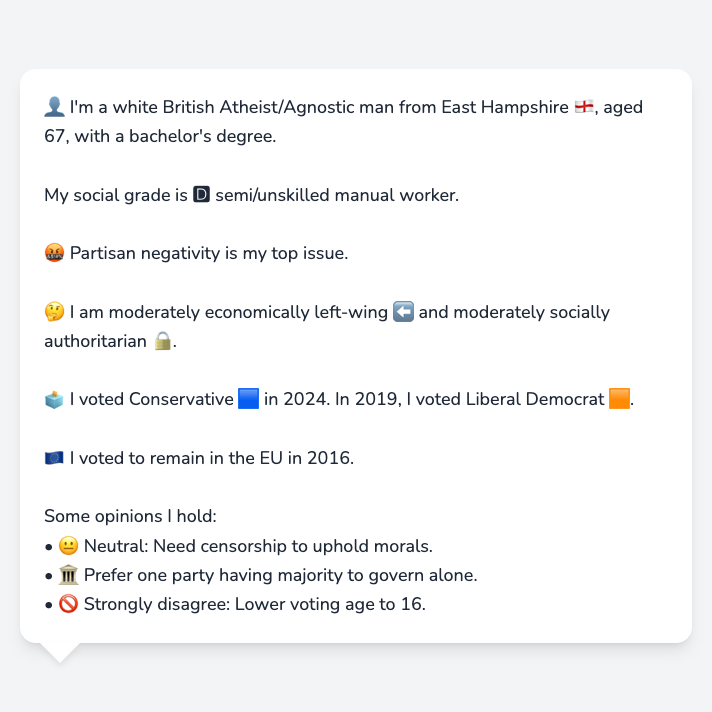 👤 I'm a white British Atheist/Agnostic man from East Hampshire 🏴󠁧󠁢󠁥󠁮󠁧󠁿, aged
67, with a bachelor's degree.
My social grade is 🅳 semi/unskilled manual worker.
🤬 Partisan negativity is my top issue.
🤔 I am moderately economically left-wing ⬅️ and moderately socially
authoritarian 🔒.
🗳️ I voted Conservative 🟦 in 2024. In 2019, I voted Liberal Democrat 🟧.
🇪🇺 I voted to remain in the EU in 2016.
Some opinions I hold:
• 😐 Neutral: Need censorship to uphold morals.
• 🏛️ Prefer one party having majority to govern alone.
• 🚫 Strongly disagree: Lower voting age to 16.